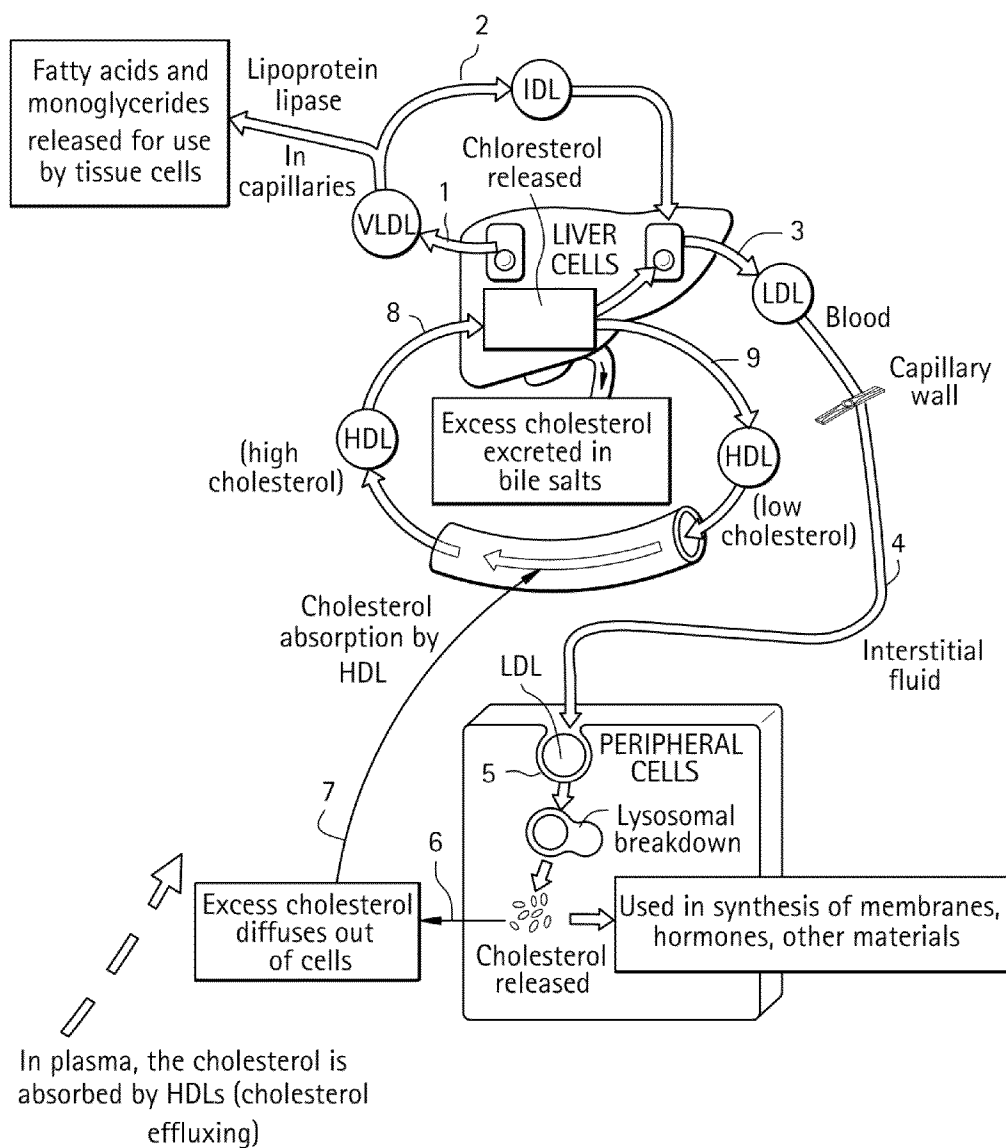 2
Fatty acids and
monoglycerides
released for use
by tissue cells
Lipoprotein
lipase
In
capillaries
IDL
Chloresterol
released
VLDL
1
LIVER
CELLS
3
LDL
Blood
8
9
Capillary
wall
HDL
(high
cholesterol)
Excess cholesterol
excreted in
bile salts
HDL
(low
cholesterol)
4
Cholesterol
absorption by
HDL
Interstitial
fluid
LDL
PERIPHERAL
CELLS
5
7
Lysosomal
breakdown
6
Excess cholesterol
diffuses out
of cells
Cholesterol
released
Used in synthesis of membranes,
hormones, other materials
In plasma, the cholesterol is
absorbed by HDLs (cholesterol
effluxing)